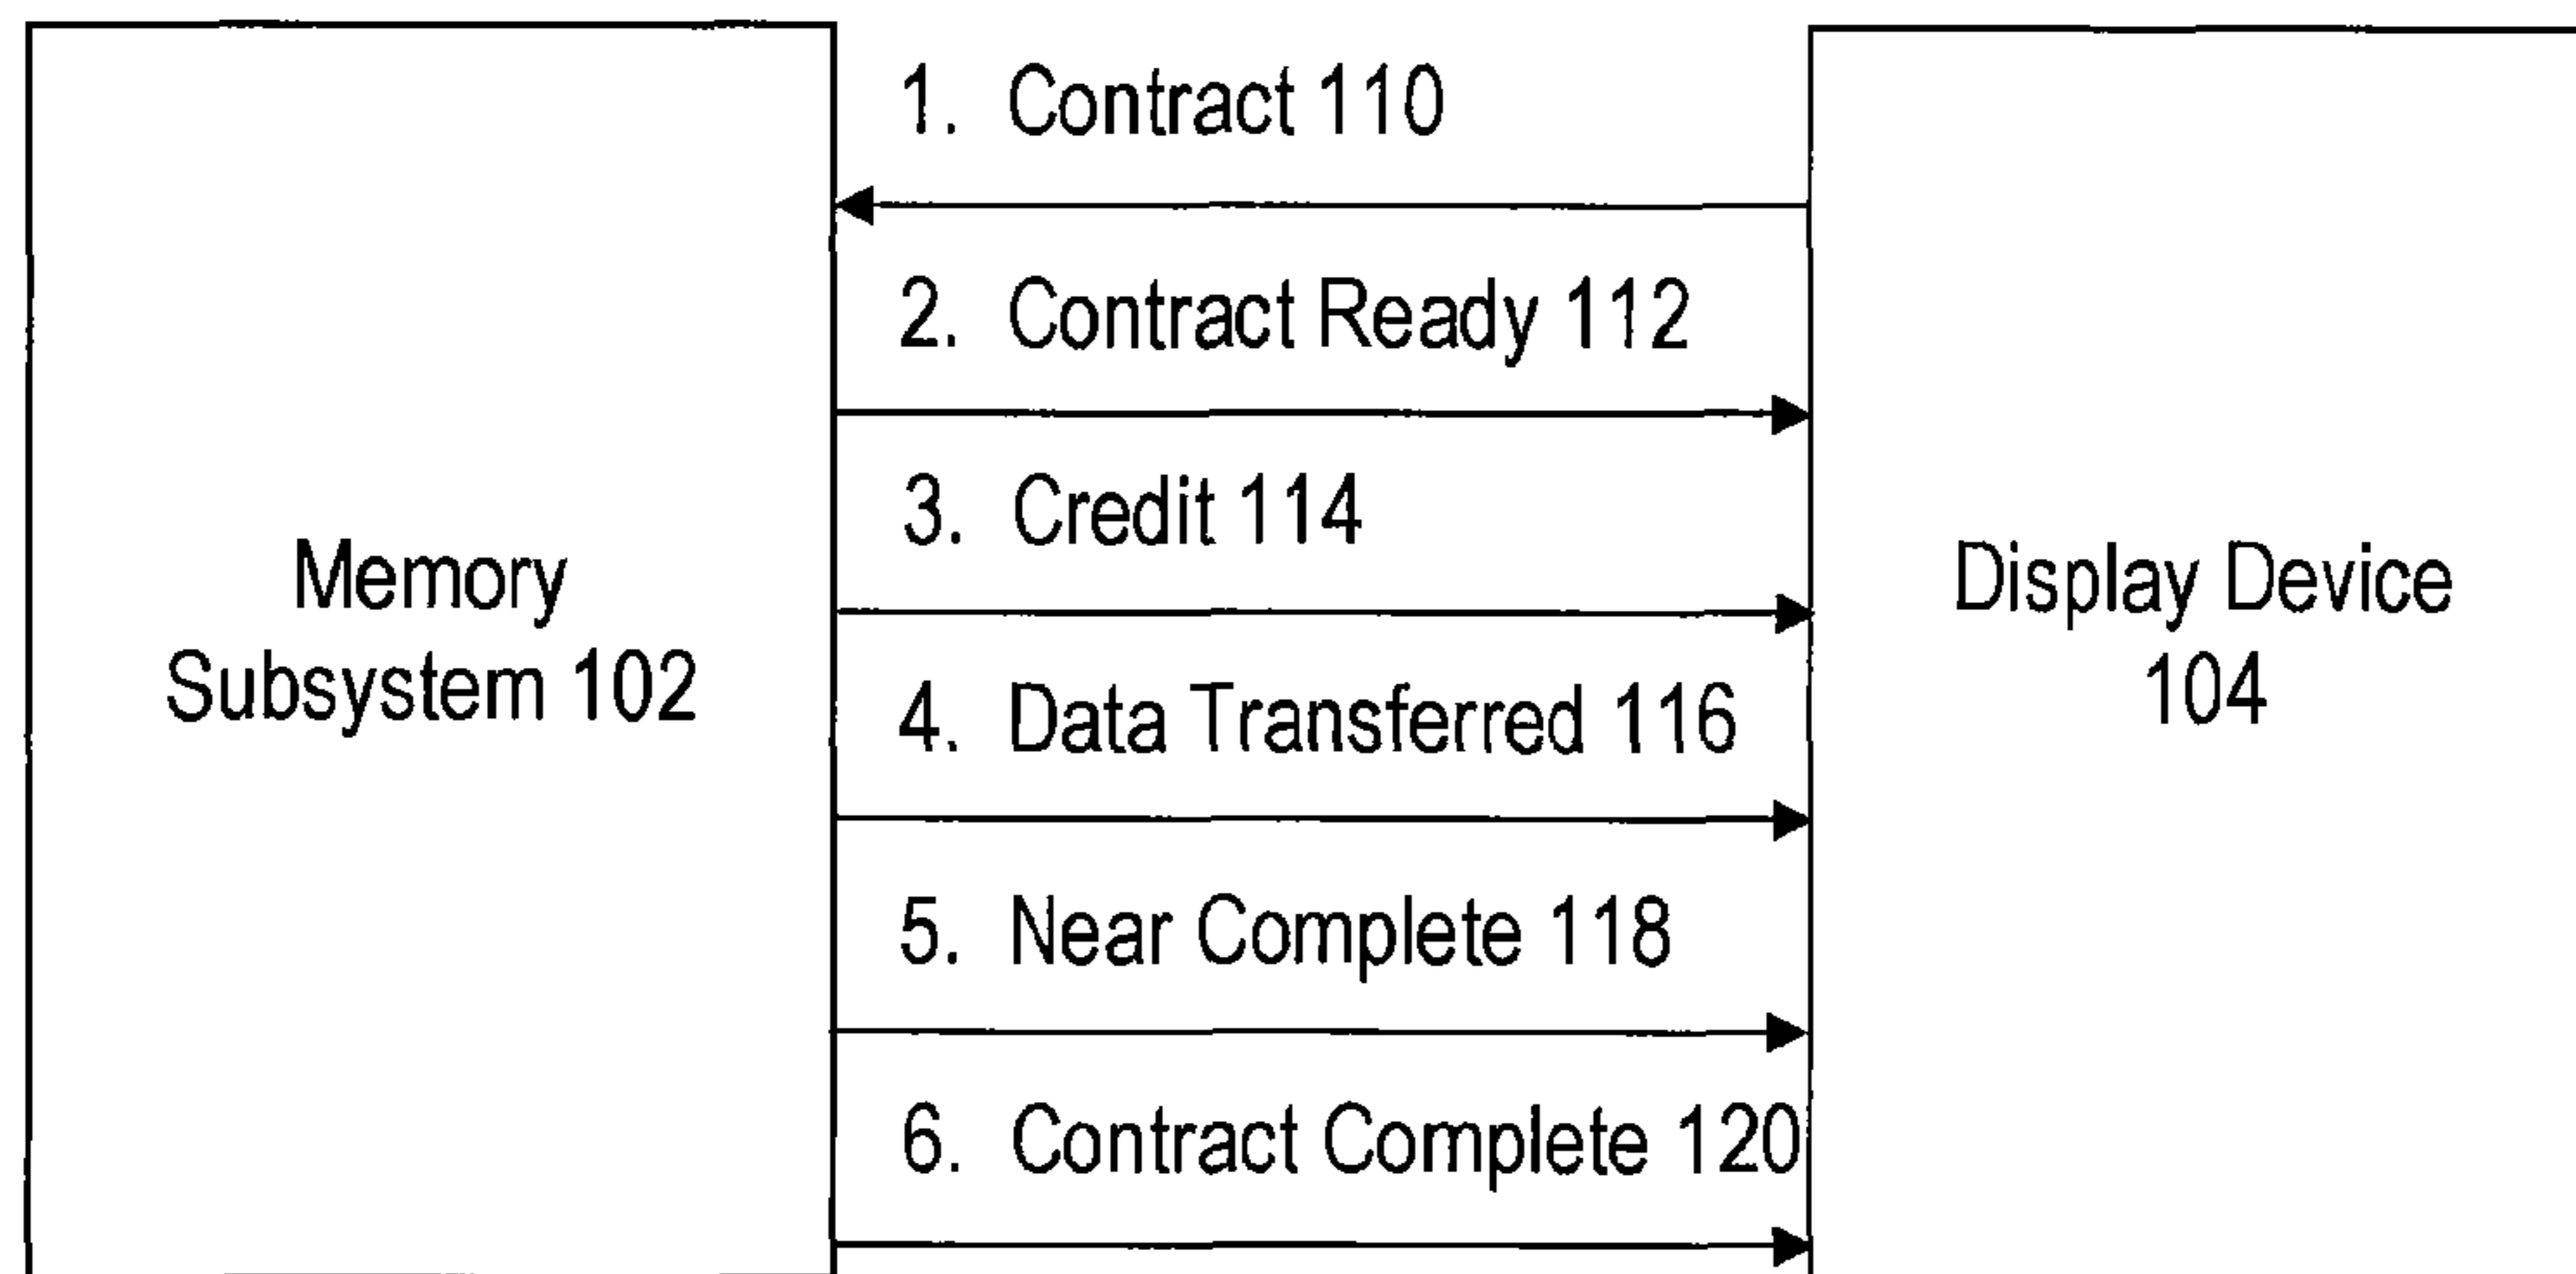 1. Contract 110
2. Contract Ready 112
3. Credit 114
Memory
Subsystem 102
Display Device
104
4. Data Transferred 116
5. Near Complete 118
6. Contract Complete 120